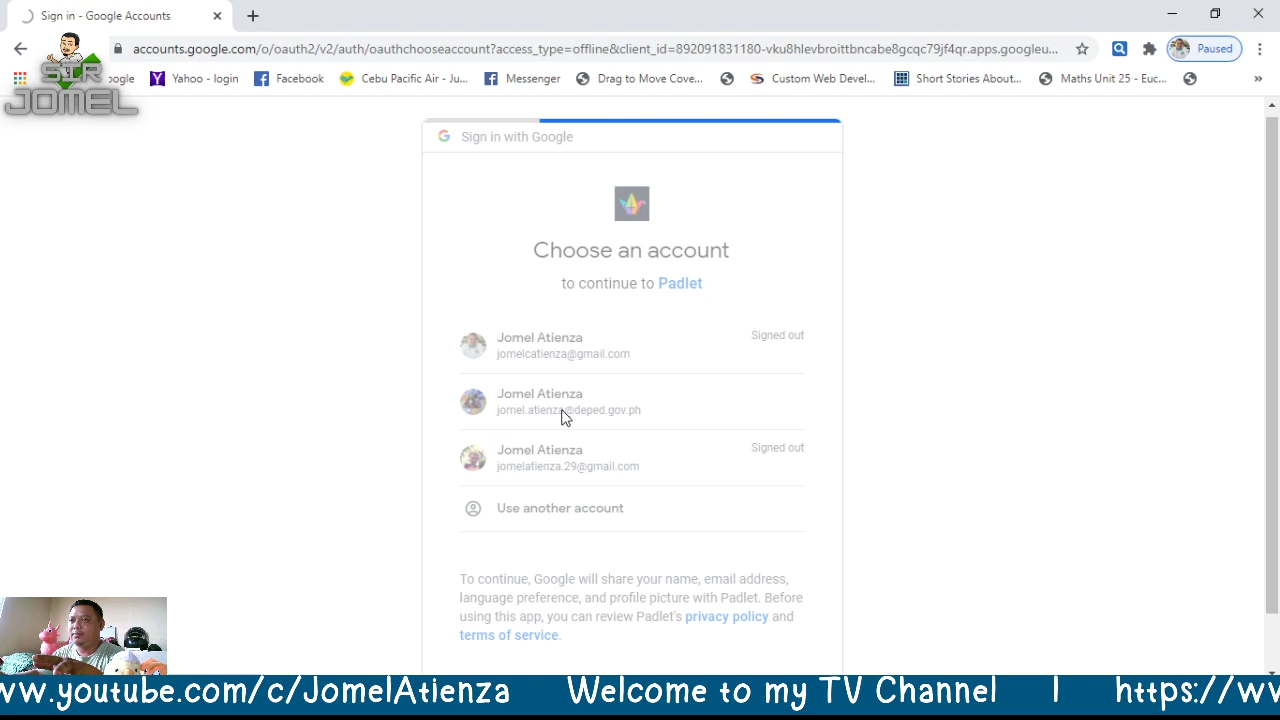 Sign in - Google Accounts
accounts.google.com/o/oauth2/v2/auth/oauthchooseaccount?access_type=offline&client_id=892091831180-vku8hlevbroittbncabe8gcqc79jf4qr.apps.googleu...
Paused
ogle
Yahoo - login
Facebook
Cebu Pacific Air - Ju...
Messenger
Drag to Move Cove...
Custom Web Devel...
Short Stories About...
Maths Unit 25 - Euc...
»
SIR
JOMEL
Sign in with Google
Choose an account
to continue to Padlet
Jomel Atienza
Signed out
jomelcatienza@gmail.com
Jomel Atienza
jomel.atienza@deped.gov.ph
Jomel Atienza
Signed out
jomelatienza.29@gmail.com
Use another account
To continue, Google will share your name, email address,
language preference, and profile picture with Padlet. Before
using this app, you can review Padlet's privacy policy and
terms of service.
ww.youtube.com/c/JomelAtienza Welcome to my TV Channel | https://ww